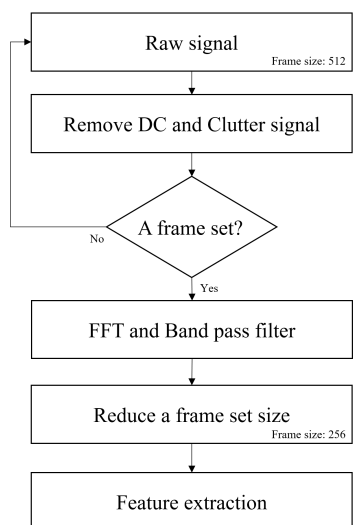 Raw signal
Frame size: 512
Remove DC and Clutter signal
A frame set?
No
Yes
FFT and Band pass filter
Reduce a frame set size
Frame size: 256
Feature extraction